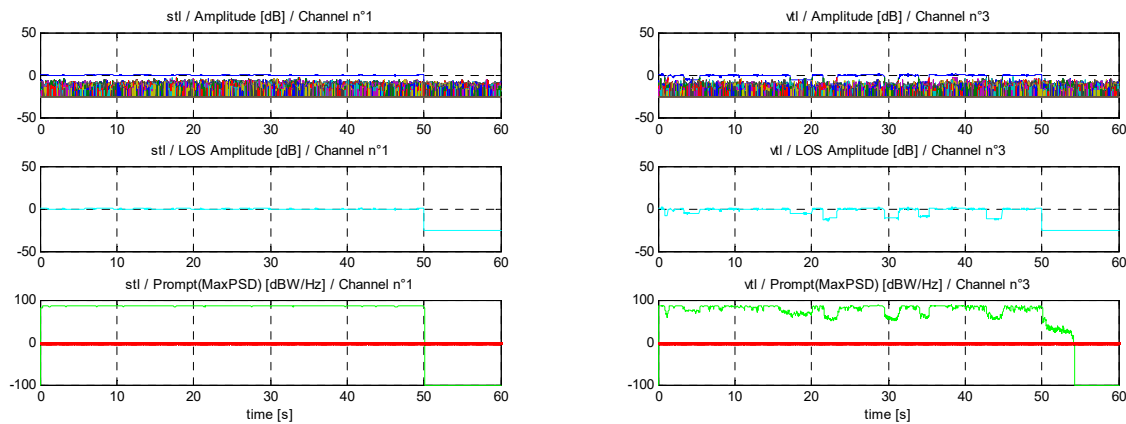 stl / Amplitude [dB] / Channel n°1
50
0
-50
0 10 20 30 40 50 60
stl / LOS Amplitude [dB] / Channel n°1
50
0
-50
0 10 20 30 40 50 60
stl / Prompt(MaxPSD) [dBW/Hz] / Channel n°1
100
0
-100
0 10 20 30 40 50 60
time [s]
vtl / Amplitude [dB] / Channel n°3
50
0
-50
0 10 20 30 40 50 60
vtl / LOS Amplitude [dB] / Channel n°3
50
0
-50
0 10 20 30 40 50 60
vtl / Prompt(MaxPSD) [dBW/Hz] / Channel n°3
100
0
-100
0 10 20 30 40 50 60
time [s]